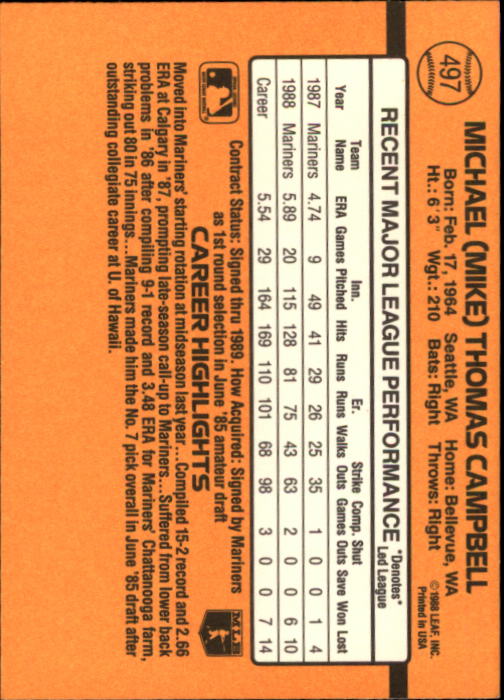 497
MICHAEL (MIKE) THOMAS CAMPBELL
Born: Feb. 17, 1964 Seattle, WA Home: Bellevue, WA
Ht.: 6' 3" Wgt.: 210 Bats: Right Throws: Right
© 1988 LEAF, INC.
Printed in USA
RECENT MAJOR LEAGUE PERFORMANCE
"Denotes"
Led League
Team Inn. Er. Strike Comp. Shut
Year Name ERA Games Pitched Hits Runs Runs Walks Outs Games Outs Save Won Lost
1987 Mariners 4.74 9 49 41 29 26 25 35 1 0 0 1 4
1988 Mariners 5.89 20 115 128 81 75 43 63 2 0 0 6 10
Career 5.54 29 164 169 110 101 68 98 3 0 0 7 14
Contract Status: Signed thru 1989. How Acquired: Signed by Mariners
as 1st round selection in June '85 amateur draft
MLB
CAREER HIGHLIGHTS
Moved into Mariners' starting rotation at midseason last year ... Compiled 15-2 record and 2.66
ERA at Calgary in '87, prompting late-season call-up to Mariners... Suffered from lower back
problems in '86 after compiling 9-1 record and 3.48 ERA for Mariners' Chattanooga farm,
striking out 80 in 75 innings... Mariners made him the No. 7 pick overall in June '85 draft after
outstanding collegiate career at U. of Hawaii.